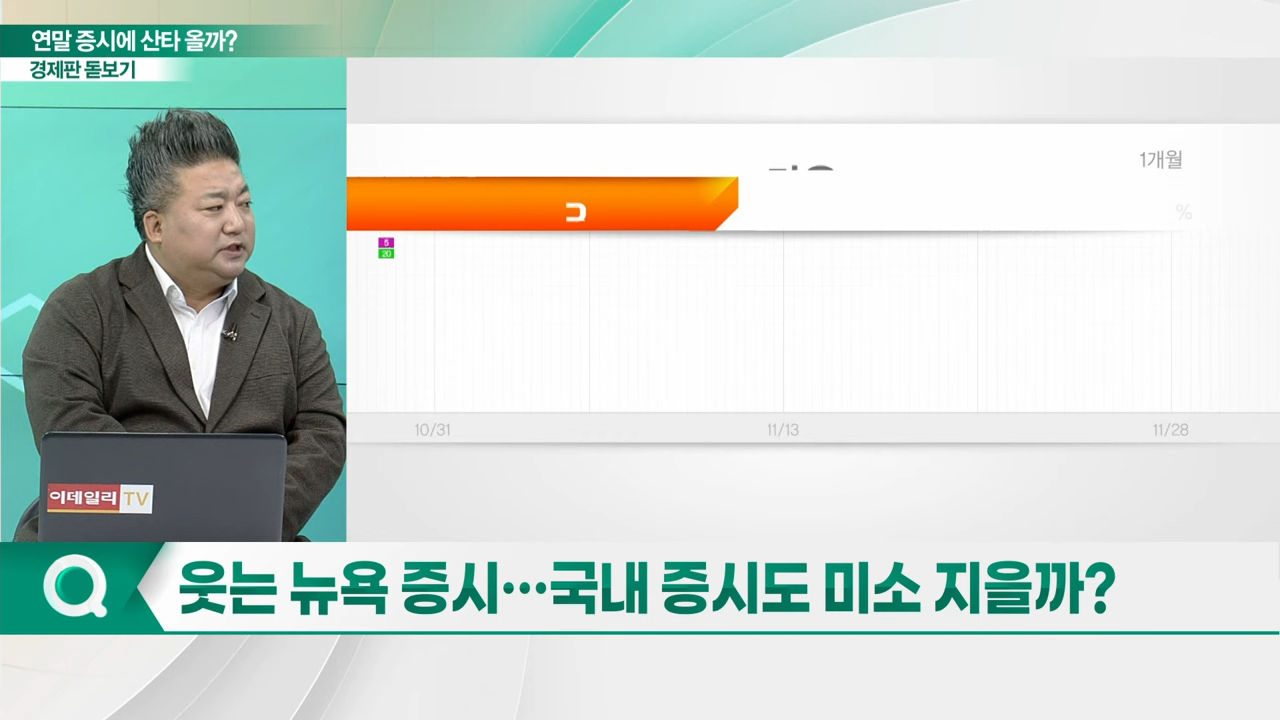 연말 증시에 산타 올까?
경제판 돋보기
1개월
%
5
20
10/31
11/13
11/28
이데일리 TV
웃는 뉴욕 증시…국내 증시도 미소 지을까?